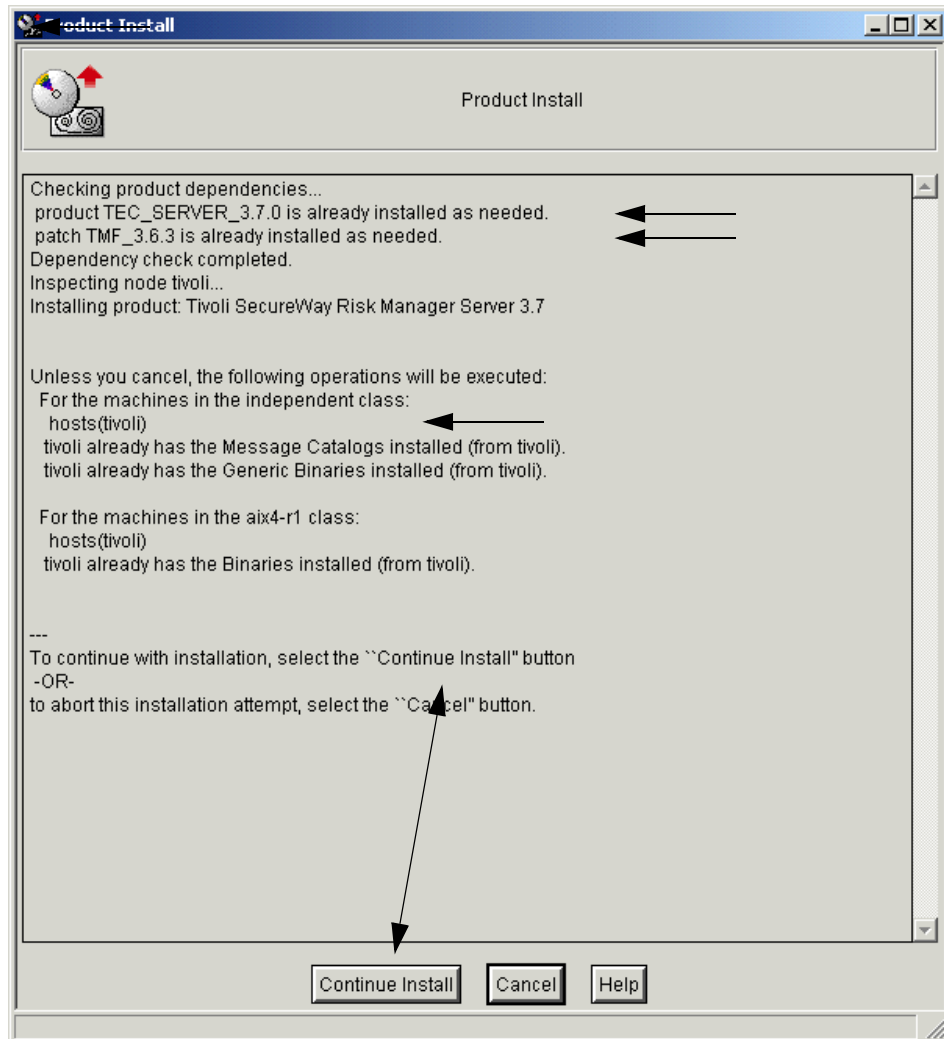 Product Install
Product Install
Checking product dependencies...
product TEC_SERVER_3.7.0 is already installed as needed.
patch TMF_3.6.3 is already installed as needed.
Dependency check completed.
Inspecting node tivoli...
Installing product: Tivoli SecureWay Risk Manager Server 3.7
Unless you cancel, the following operations will be executed:
For the machines in the independent class:
hosts(tivoli)
tivoli already has the Message Catalogs installed (from tivoli).
tivoli already has the Generic Binaries installed (from tivoli).
For the machines in the aix4-r1 class:
hosts(tivoli)
tivoli already has the Binaries installed (from tivoli).
---
To continue with installation, select the ``Continue Install'' button
-OR-
to abort this installation attempt, select the ``Cancel'' button.
Continue Install Cancel Help